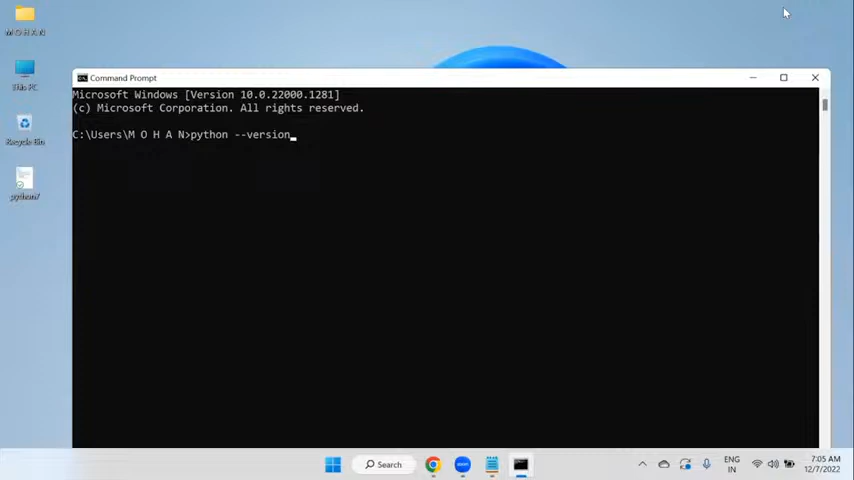 M O H A N
This PC
Recycle Bin
python7
Command Prompt
Microsoft Windows [Version 10.0.22000.1281]
(c) Microsoft Corporation. All rights reserved.
C:\Users\M O H A N>python --version
Search
ENG
IN
7:05 AM
12/7/2022